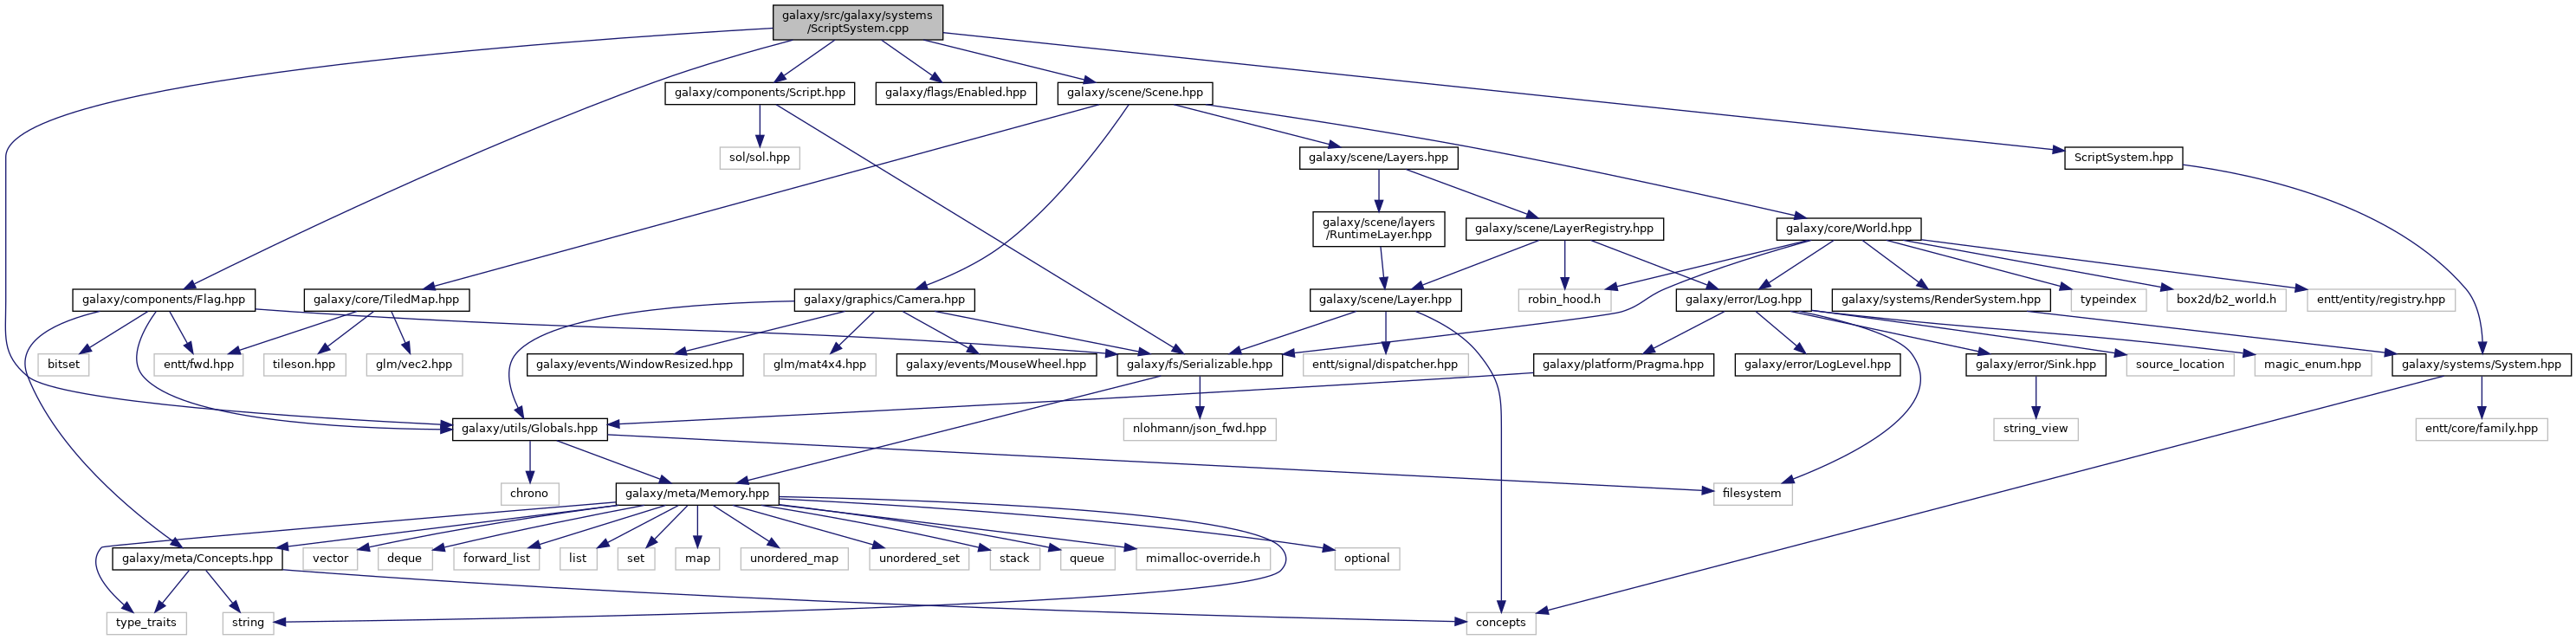 galaxy/src/galaxy/systems
/ScriptSystem.cpp
galaxy/components/Script.hpp
galaxy/flags/Enabled.hpp
galaxy/scene/Scene.hpp
sol/sol.hpp
galaxy/scene/Layers.hpp
ScriptSystem.hpp
galaxy/scene/layers
/RuntimeLayer.hpp
galaxy/scene/LayerRegistry.hpp
galaxy/core/World.hpp
galaxy/components/Flag.hpp
galaxy/core/TiledMap.hpp
galaxy/graphics/Camera.hpp
galaxy/scene/Layer.hpp
robin_hood.h
galaxy/error/Log.hpp
galaxy/systems/RenderSystem.hpp
typeindex
box2d/b2_world.h
entt/entity/registry.hpp
bitset
entt/fwd.hpp
tileson.hpp
glm/vec2.hpp
galaxy/events/WindowResized.hpp
glm/mat4x4.hpp
galaxy/events/MouseWheel.hpp
galaxy/fs/Serializable.hpp
entt/signal/dispatcher.hpp
galaxy/platform/Pragma.hpp
galaxy/error/LogLevel.hpp
galaxy/error/Sink.hpp
source_location
magic_enum.hpp
galaxy/systems/System.hpp
galaxy/utils/Globals.hpp
nlohmann/json_fwd.hpp
string_view
entt/core/family.hpp
chrono
galaxy/meta/Memory.hpp
filesystem
galaxy/meta/Concepts.hpp
vector
deque
forward_list
list
set
map
unordered_map
unordered_set
stack
queue
mimalloc-override.h
optional
type_traits
string
concepts